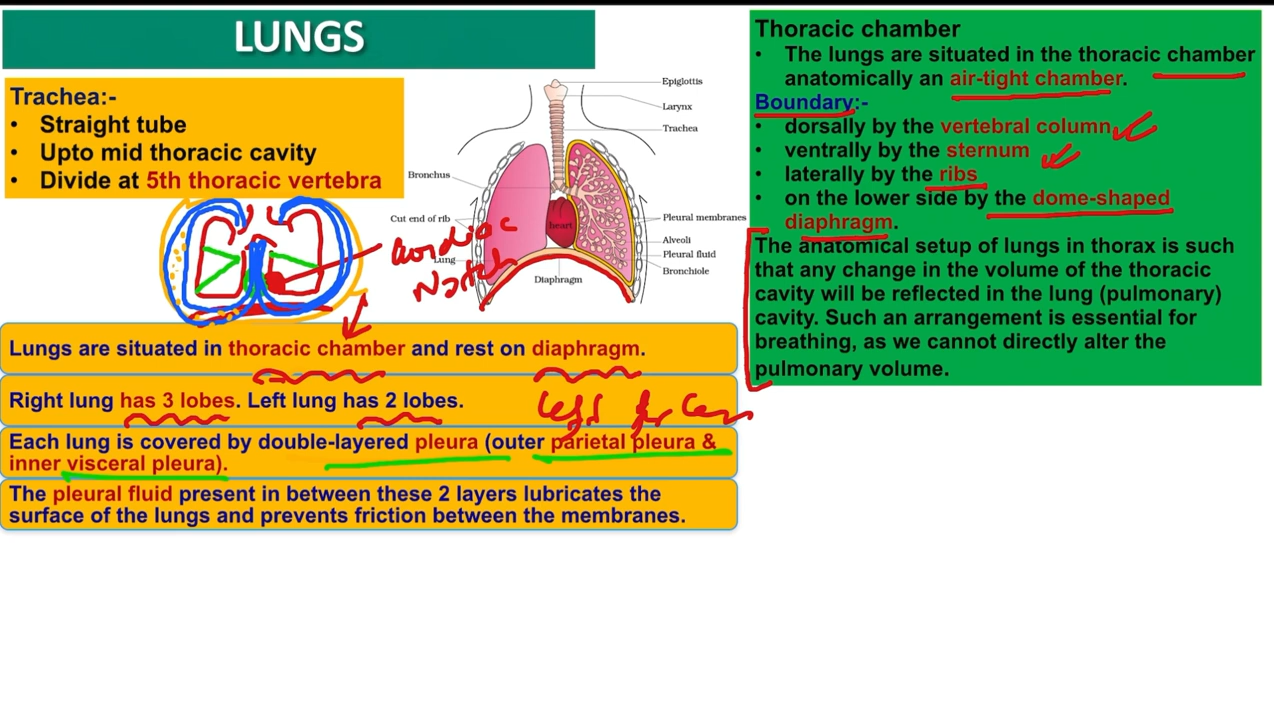 LUNGS
Trachea:-
• Straight tube
• Upto mid thoracic cavity
• Divide at 5th thoracic vertebra
Epiglottis
Larynx
Trachea
Bronchus
Cut end of rib
Lung
heart
Pleural membranes
Alveoli
Pleural fluid
Bronchiole
Diaphragm
Cardiac
Notch
Lungs are situated in thoracic chamber and rest on diaphragm.
Right lung has 3 lobes. Left lung has 2 lobes.
Each lung is covered by double-layered pleura (outer parietal pleura &
inner visceral pleura).
The pleural fluid present in between these 2 layers lubricates the
surface of the lungs and prevents friction between the membranes.
Thoracic chamber
• The lungs are situated in the thoracic chamber
anatomically an air-tight chamber.
Boundary:-
• dorsally by the vertebral column
• ventrally by the sternum
• laterally by the ribs
• on the lower side by the dome-shaped
diaphragm.
The anatomical setup of lungs in thorax is such
that any change in the volume of the thoracic
cavity will be reflected in the lung (pulmonary)
cavity. Such an arrangement is essential for
breathing, as we cannot directly alter the
pulmonary volume.